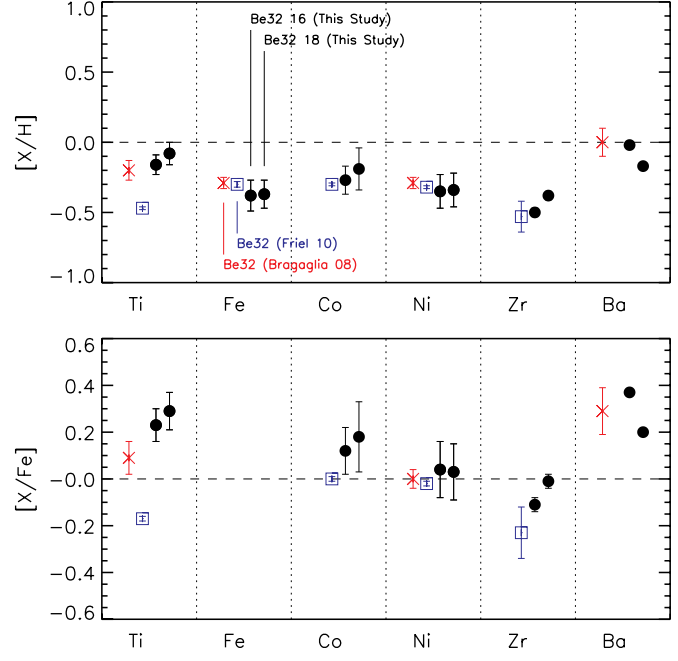 Be32 16 (This Study)
Be32 18 (This Study)
1.0
0.5
0.0
−0.5
−1.0
[X/H]
Be32 (Friel 10)
Be32 (Bragaglia 08)
Ti Fe Co Ni Zr Ba
0.6
0.4
0.2
−0.0
−0.2
−0.4
−0.6
[X/Fe]
Ti Fe Co Ni Zr Ba